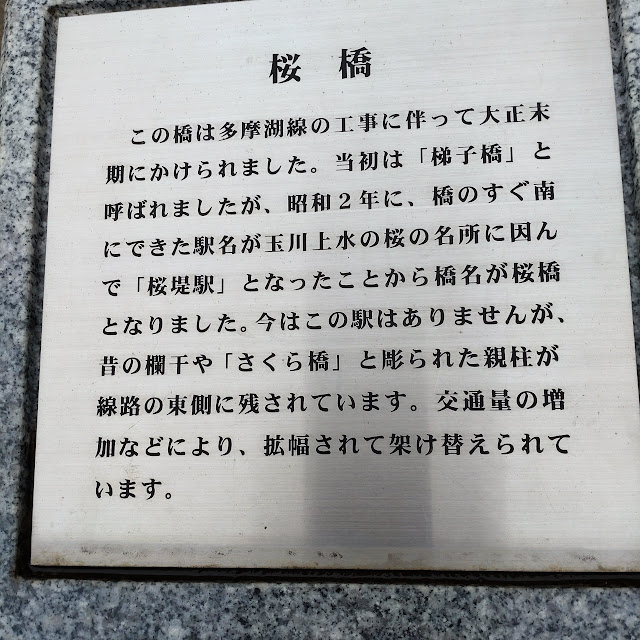 桜 橋
この橋は多摩湖線の工事に伴って大正末
期にかけられました。当初は「梯子橋」と
呼ばれましたが、昭和２年に、橋のすぐ南
にできた駅名が玉川上水の桜の名所に因ん
で「桜堤駅」となったことから橋名が桜橋
となりました。今はこの駅はありませんが、
昔の欄干や「さくら橋」と彫られた親柱が
線路の東側に残されています。交通量の増
加などにより、拡幅されて架け替えられて
います。